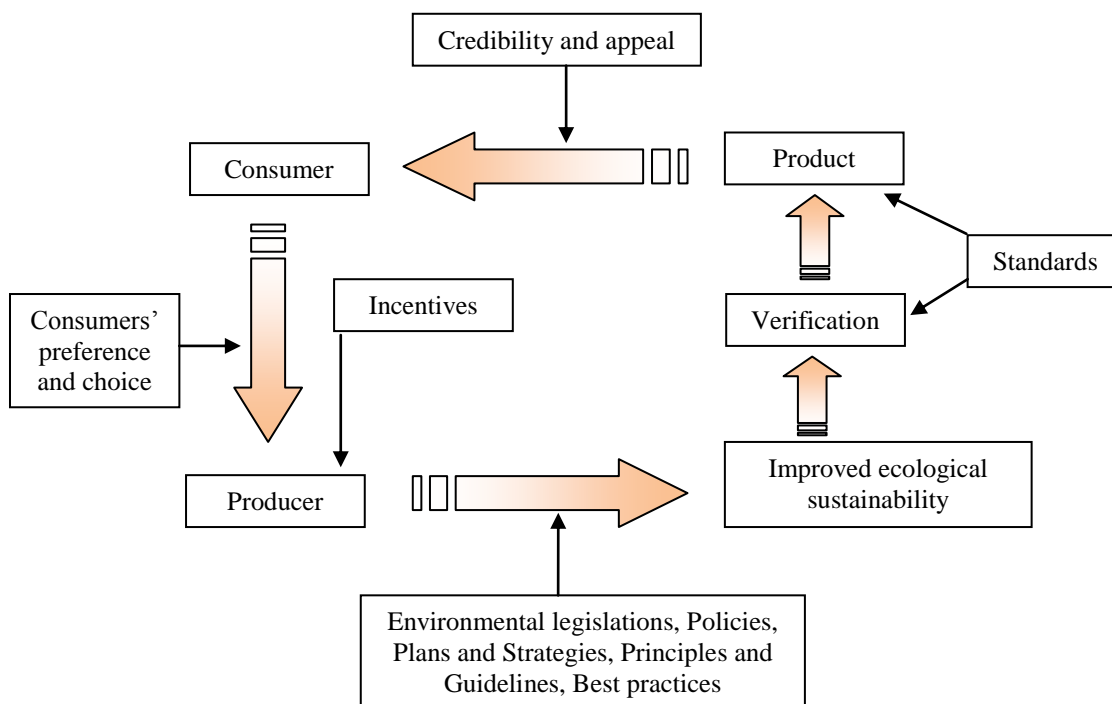 Credibility and appeal
Consumer
Product
Standards
Incentives
Verification
Consumers’
preference
and choice
Improved ecological
sustainability
Producer
Environmental legislations, Policies,
Plans and Strategies, Principles and
Guidelines, Best practices